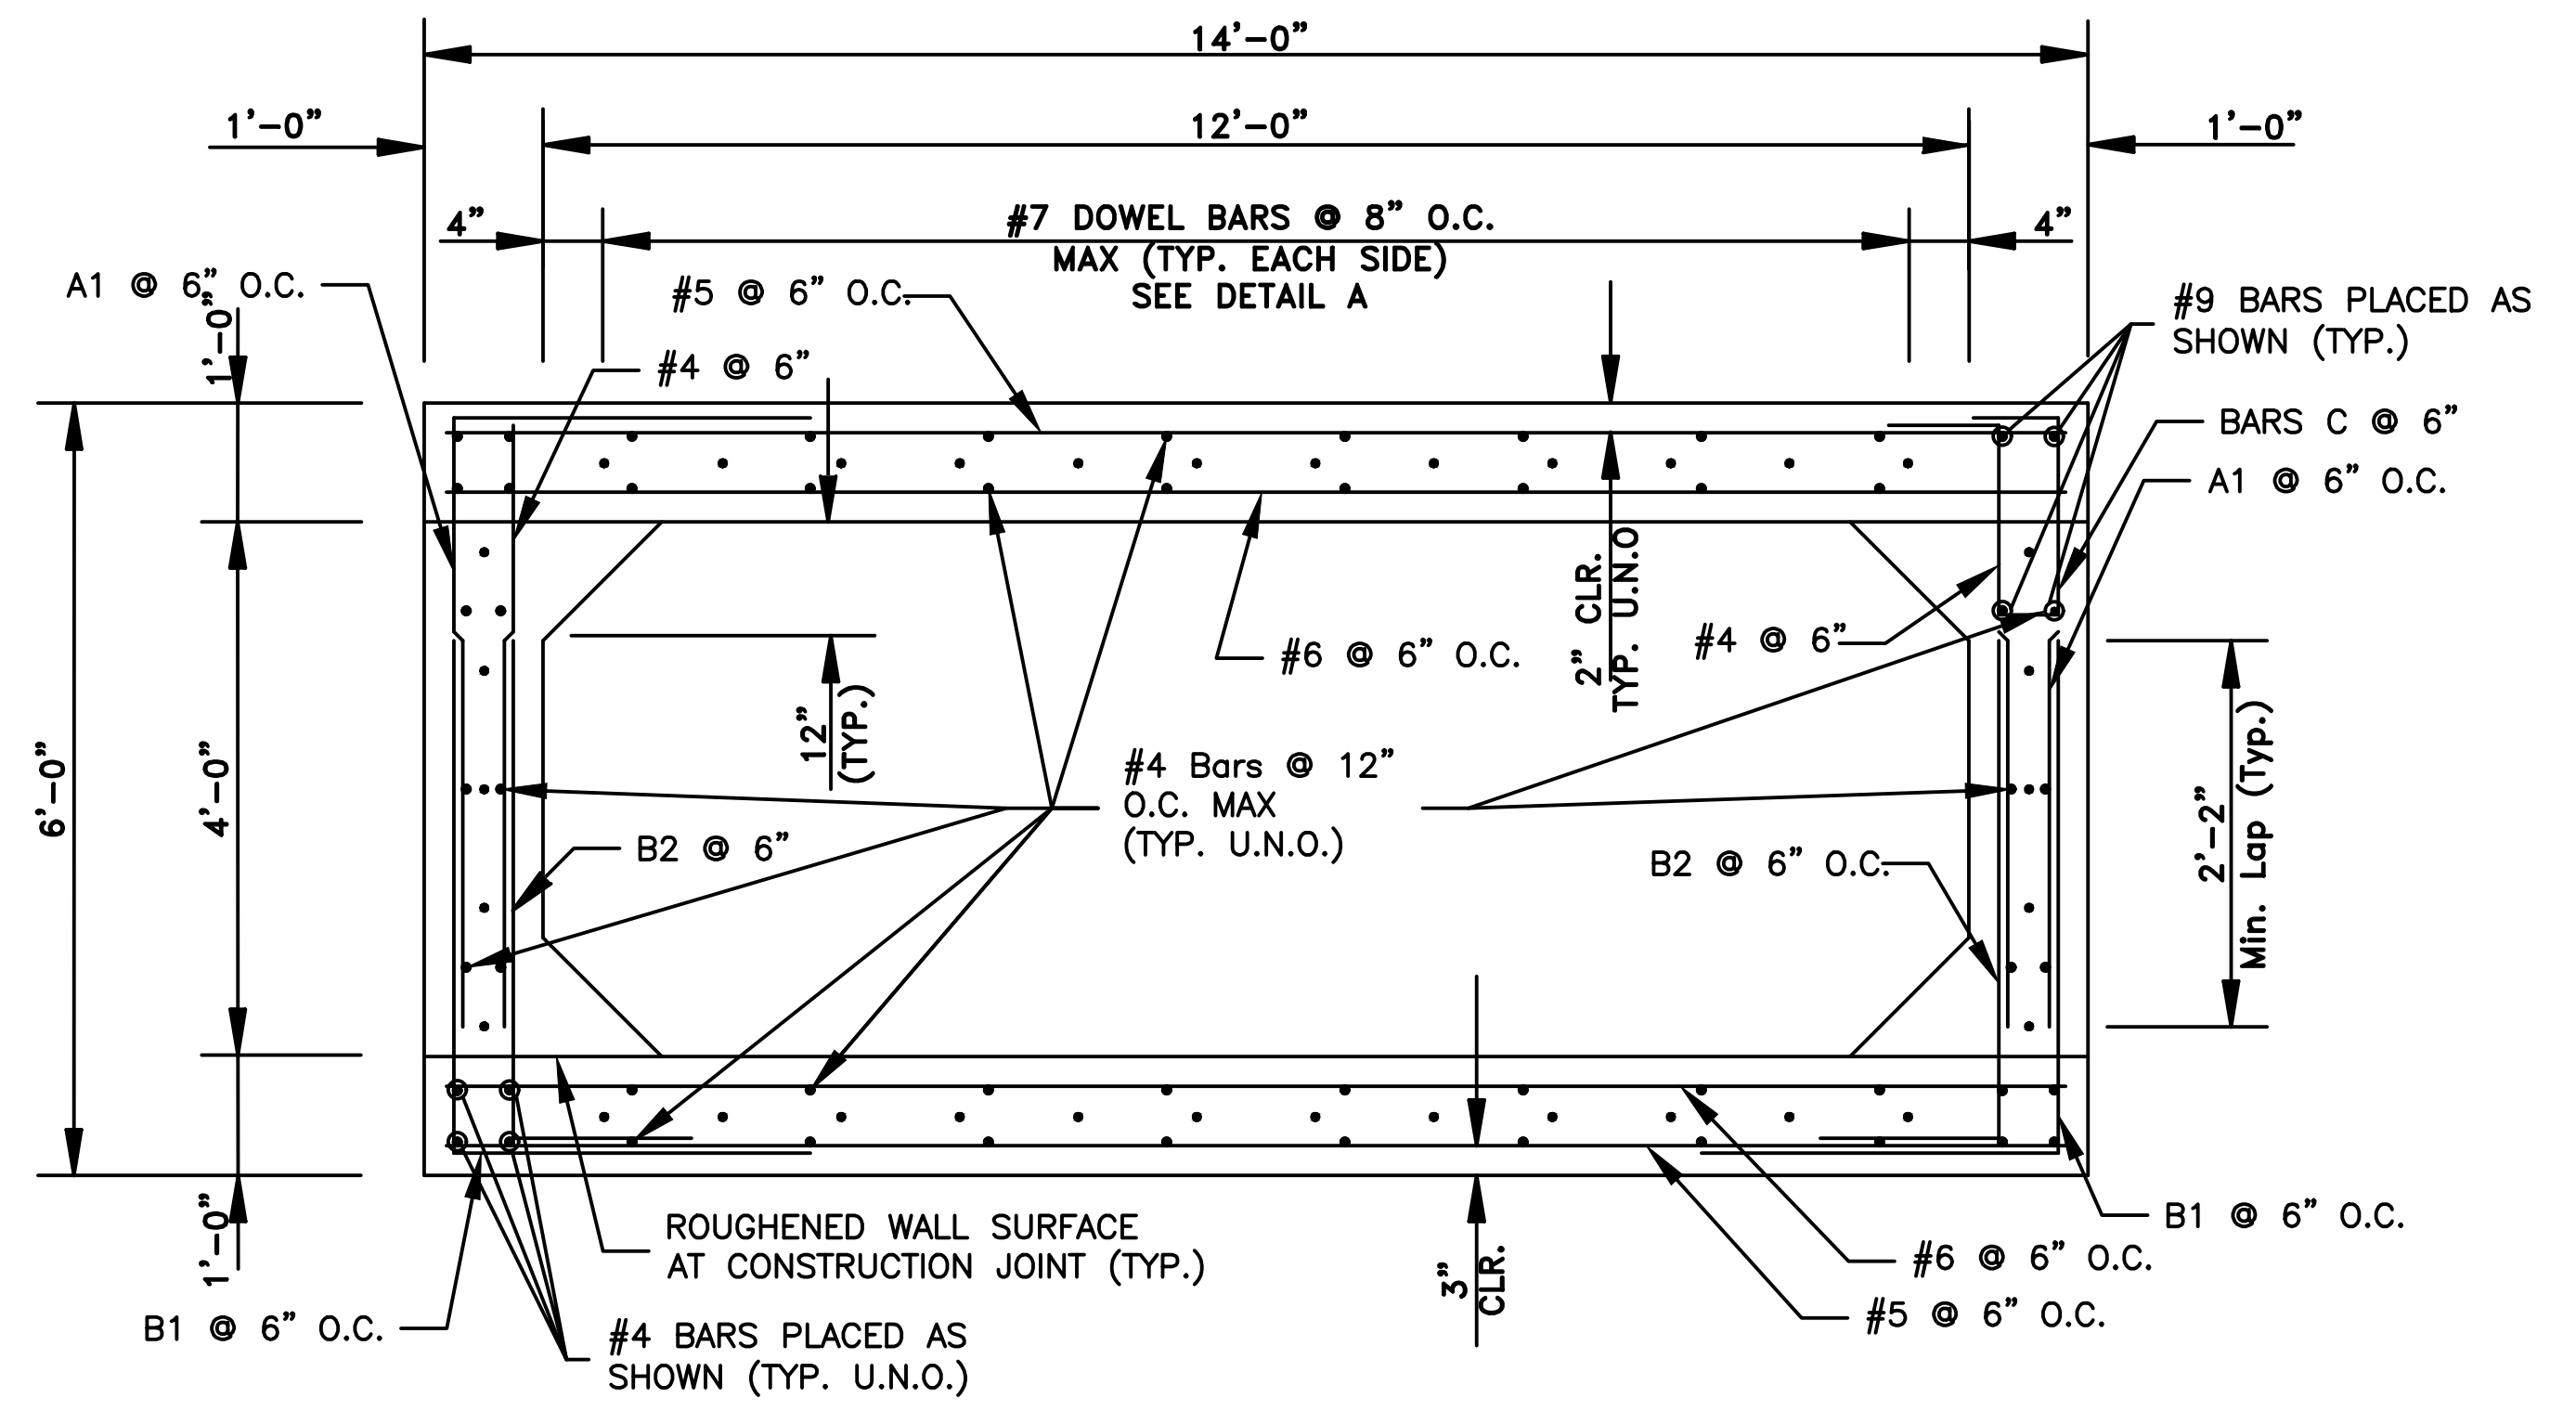 14'-0"
1'-0"
12'-0"
1'-0"
4"
#7 DOWEL BARS @ 8" O.C.
MAX (TYP. EACH SIDE)
SEE DETAIL A
4"
A1 @ 6" O.C.
#5 @ 6" O.C.
#9 BARS PLACED AS
SHOWN (TYP.)
1'-0"
#4 @ 6"
BARS C @ 6"
A1 @ 6" O.C.
2" CLR.
TYP. U.N.O
#4 @ 6"
#6 @ 6" O.C.
12"
(TYP.)
6'-0"
4'-0"
#4 Bars @ 12"
O.C. MAX
(TYP. U.N.O.)
2'-2"
Min. Lap (Typ.)
B2 @ 6"
B2 @ 6" O.C.
1'-0"
ROUGHENED WALL SURFACE
AT CONSTRUCTION JOINT (TYP.)
3"
CLR.
B1 @ 6" O.C.
#6 @ 6" O.C.
#5 @ 6" O.C.
B1 @ 6" O.C.
#4 BARS PLACED AS
SHOWN (TYP. U.N.O.)